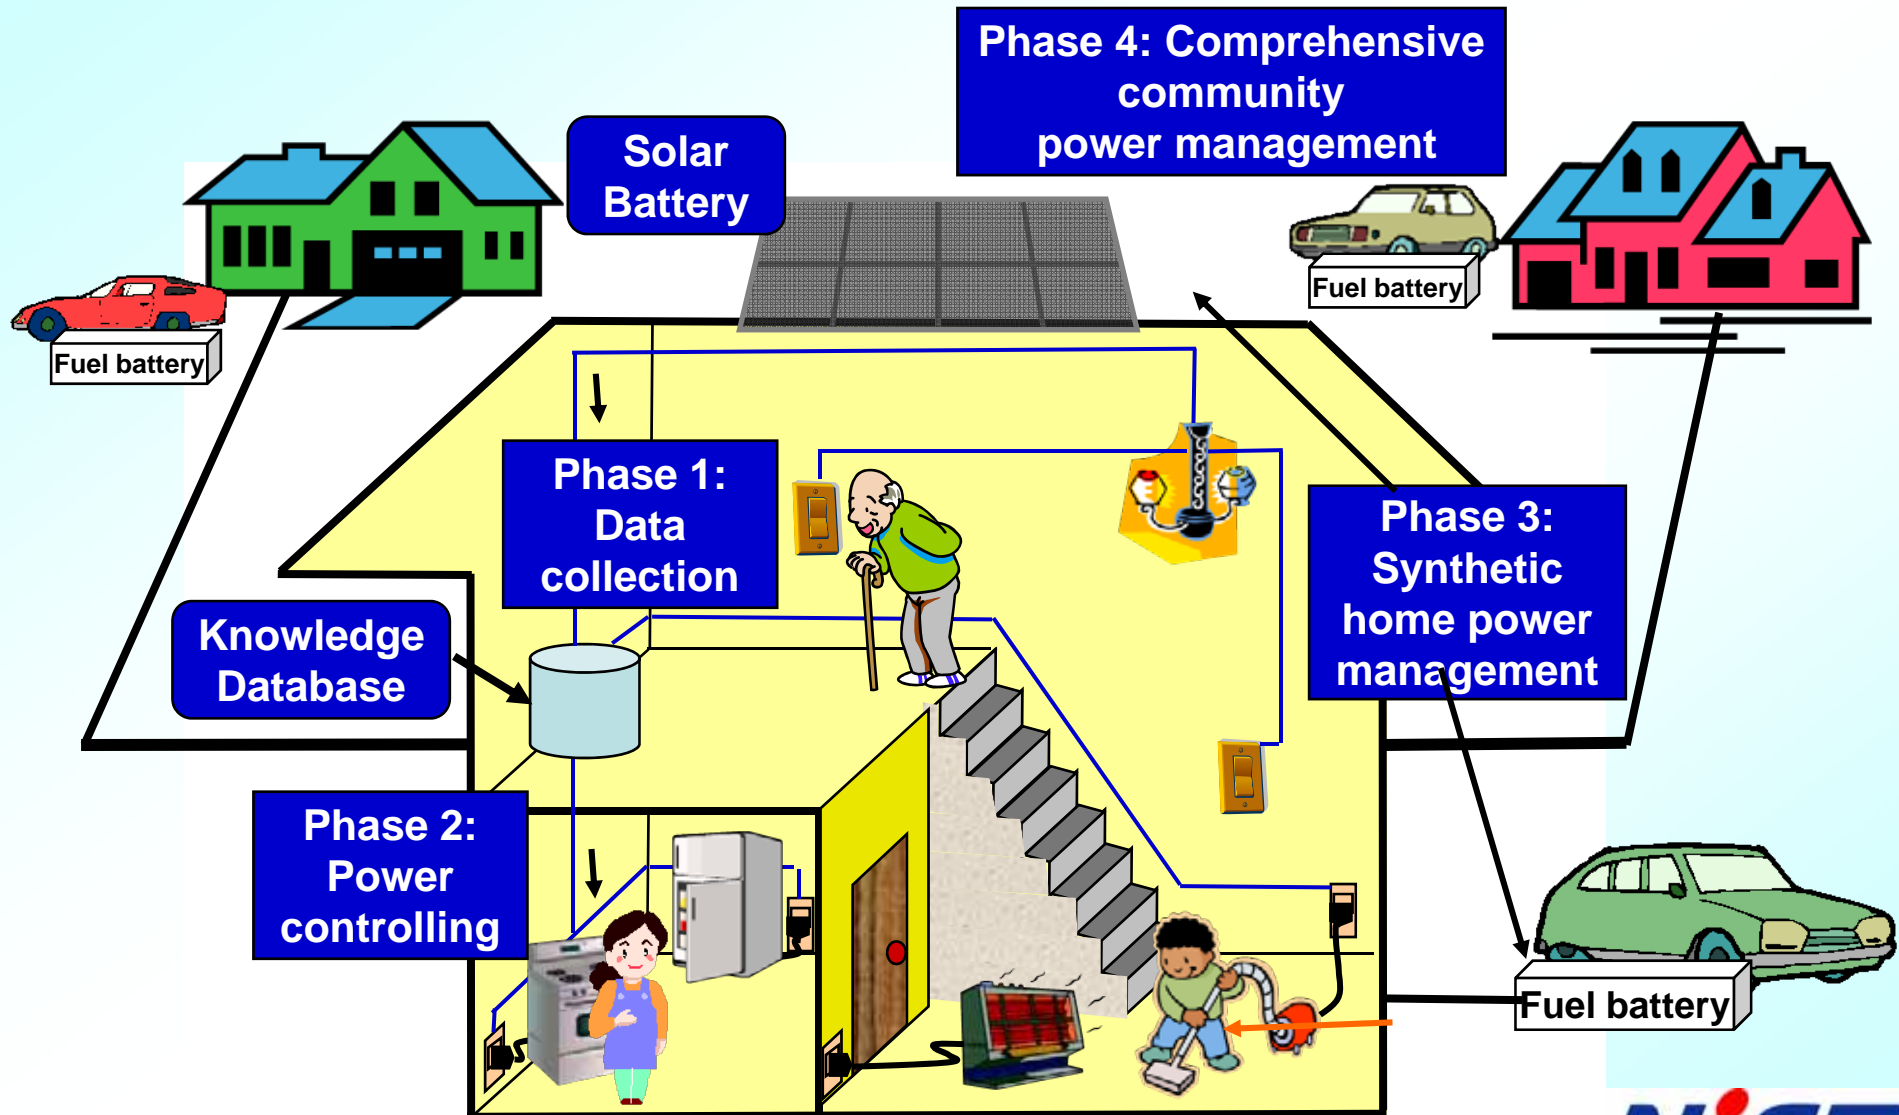 Phase 4: Comprehensive
community
power management
Solar
Battery
Fuel battery
Fuel battery
Phase 1:
Data
collection
Phase 3:
Synthetic
home power
management
Knowledge
Database
Phase 2:
Power
controlling
Fuel battery